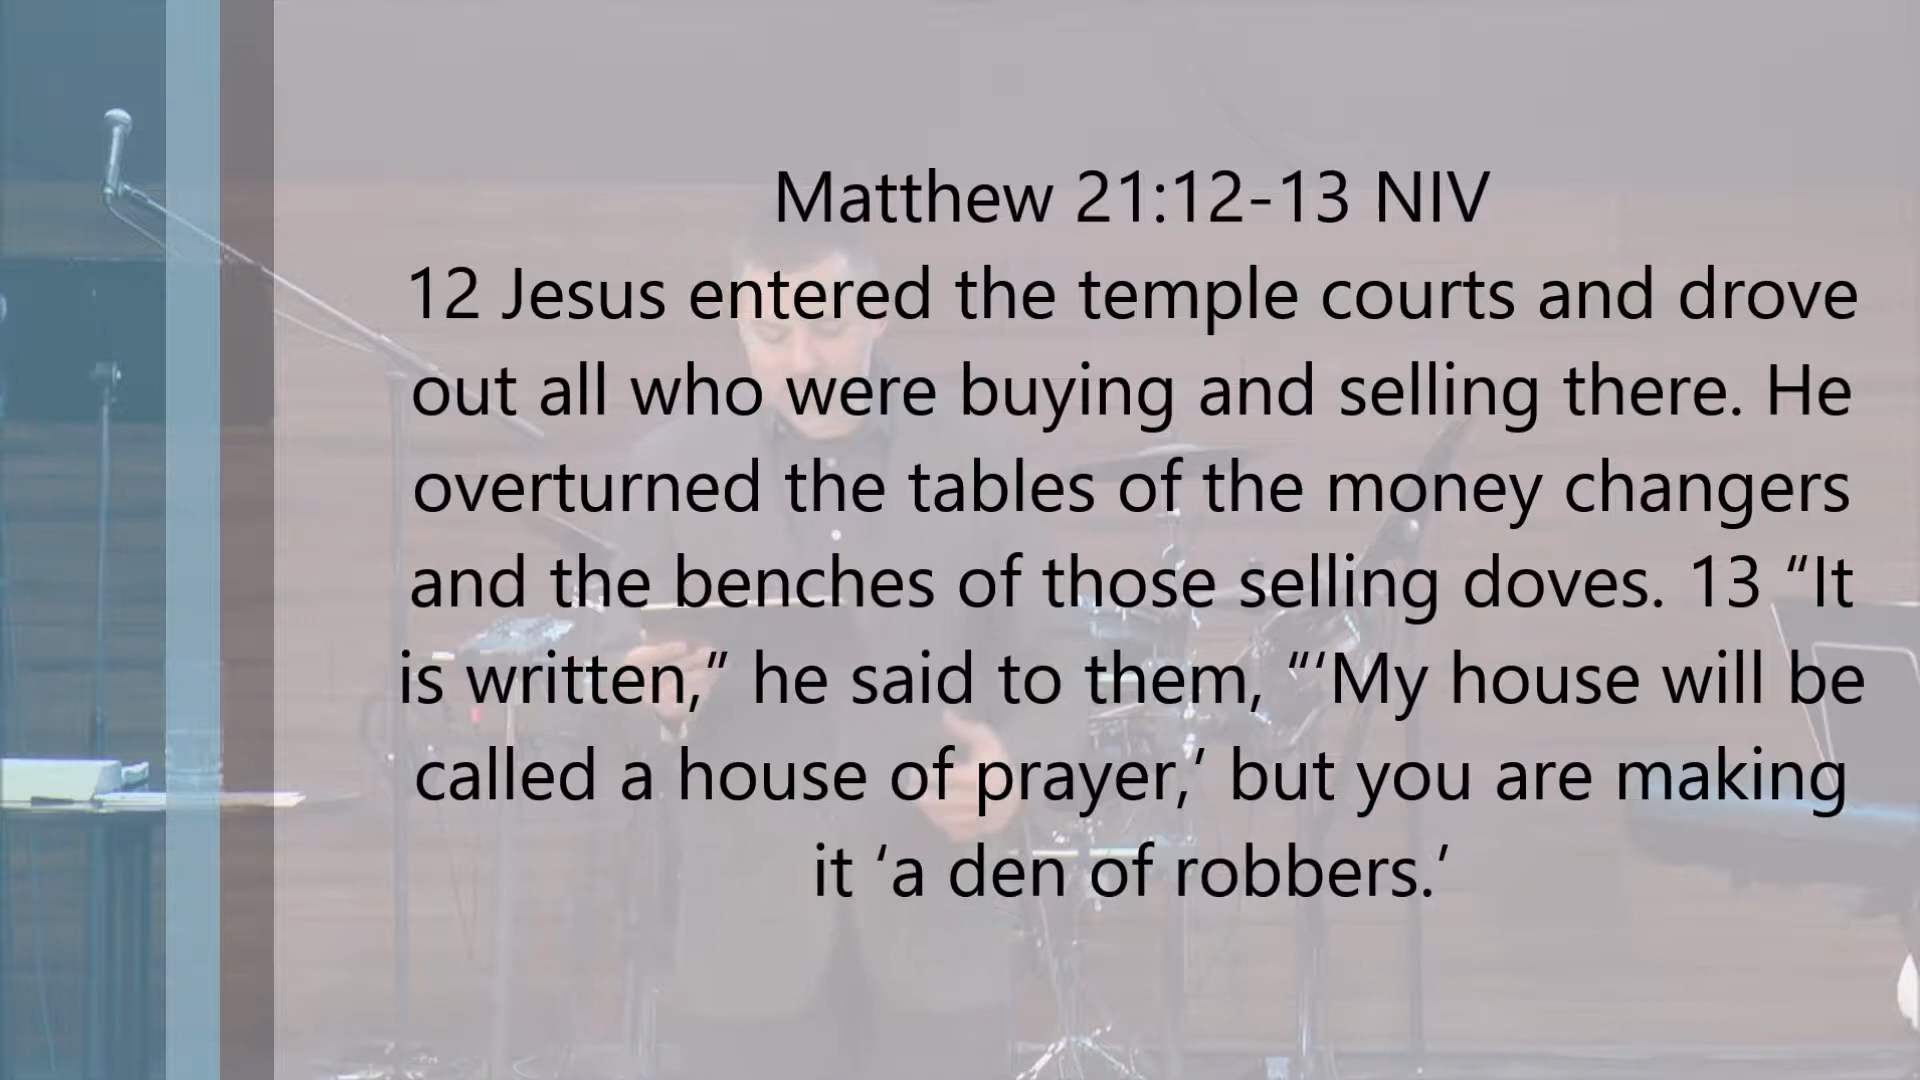 Matthew 21:12-13 NIV
12 Jesus entered the temple courts and drove
out all who were buying and selling there. He
overturned the tables of the money changers
and the benches of those selling doves. 13 “It
is written,” he said to them, “‘My house will be
called a house of prayer,’ but you are making
it ‘a den of robbers.’